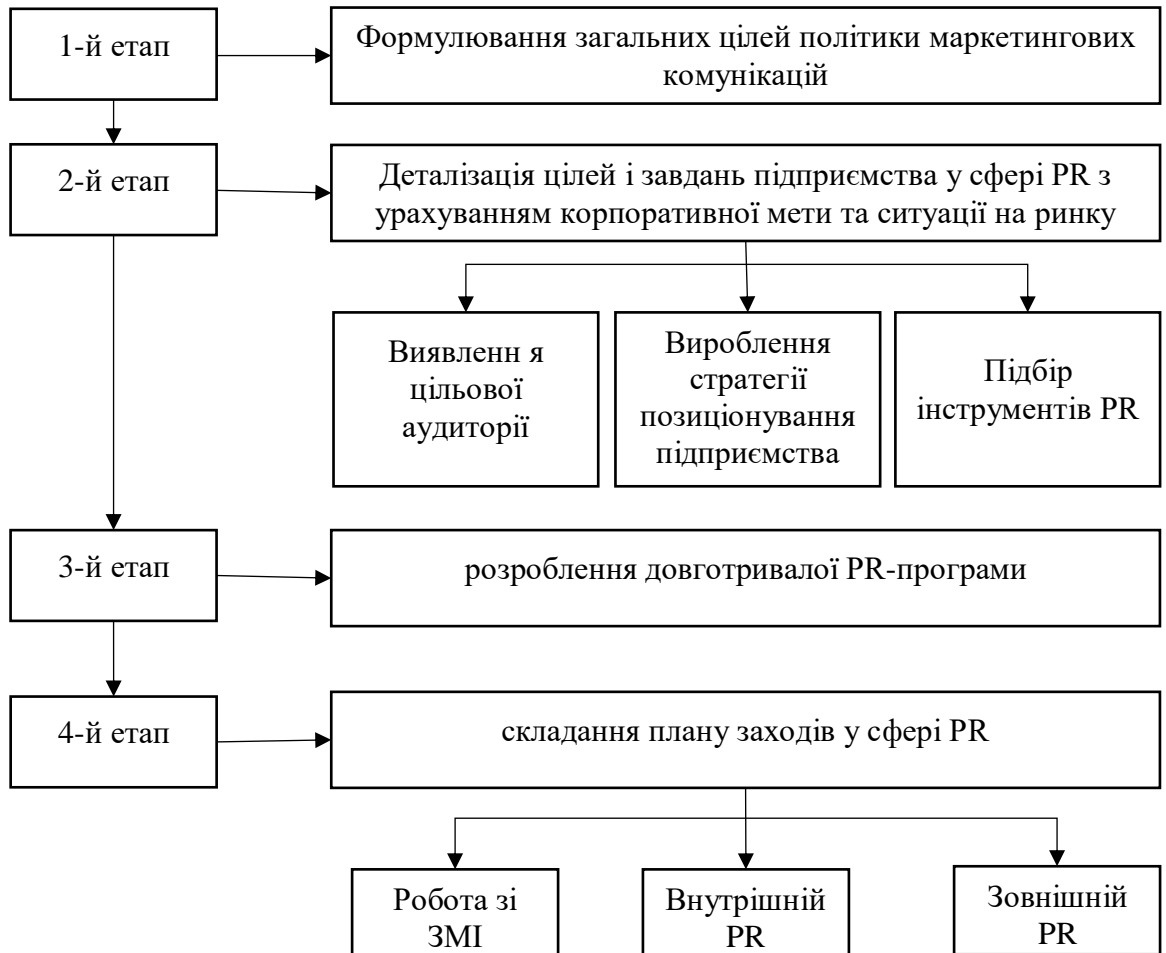 1-й етап
Формулювання загальних цілей політики маркетингових
комунікацій
2-й етап
Деталізація цілей і завдань підприємства у сфері PR з
урахуванням корпоративної мети та ситуації на ринку
Виявленн я
цільової
аудиторії
Вироблення
стратегії
позиціонування
підприємства
Підбір
інструментів PR
3-й етап
розроблення довготривалої PR-програми
4-й етап
складання плану заходів у сфері PR
Робота зі
ЗМІ
Внутрішній
PR
Зовнішній
PR